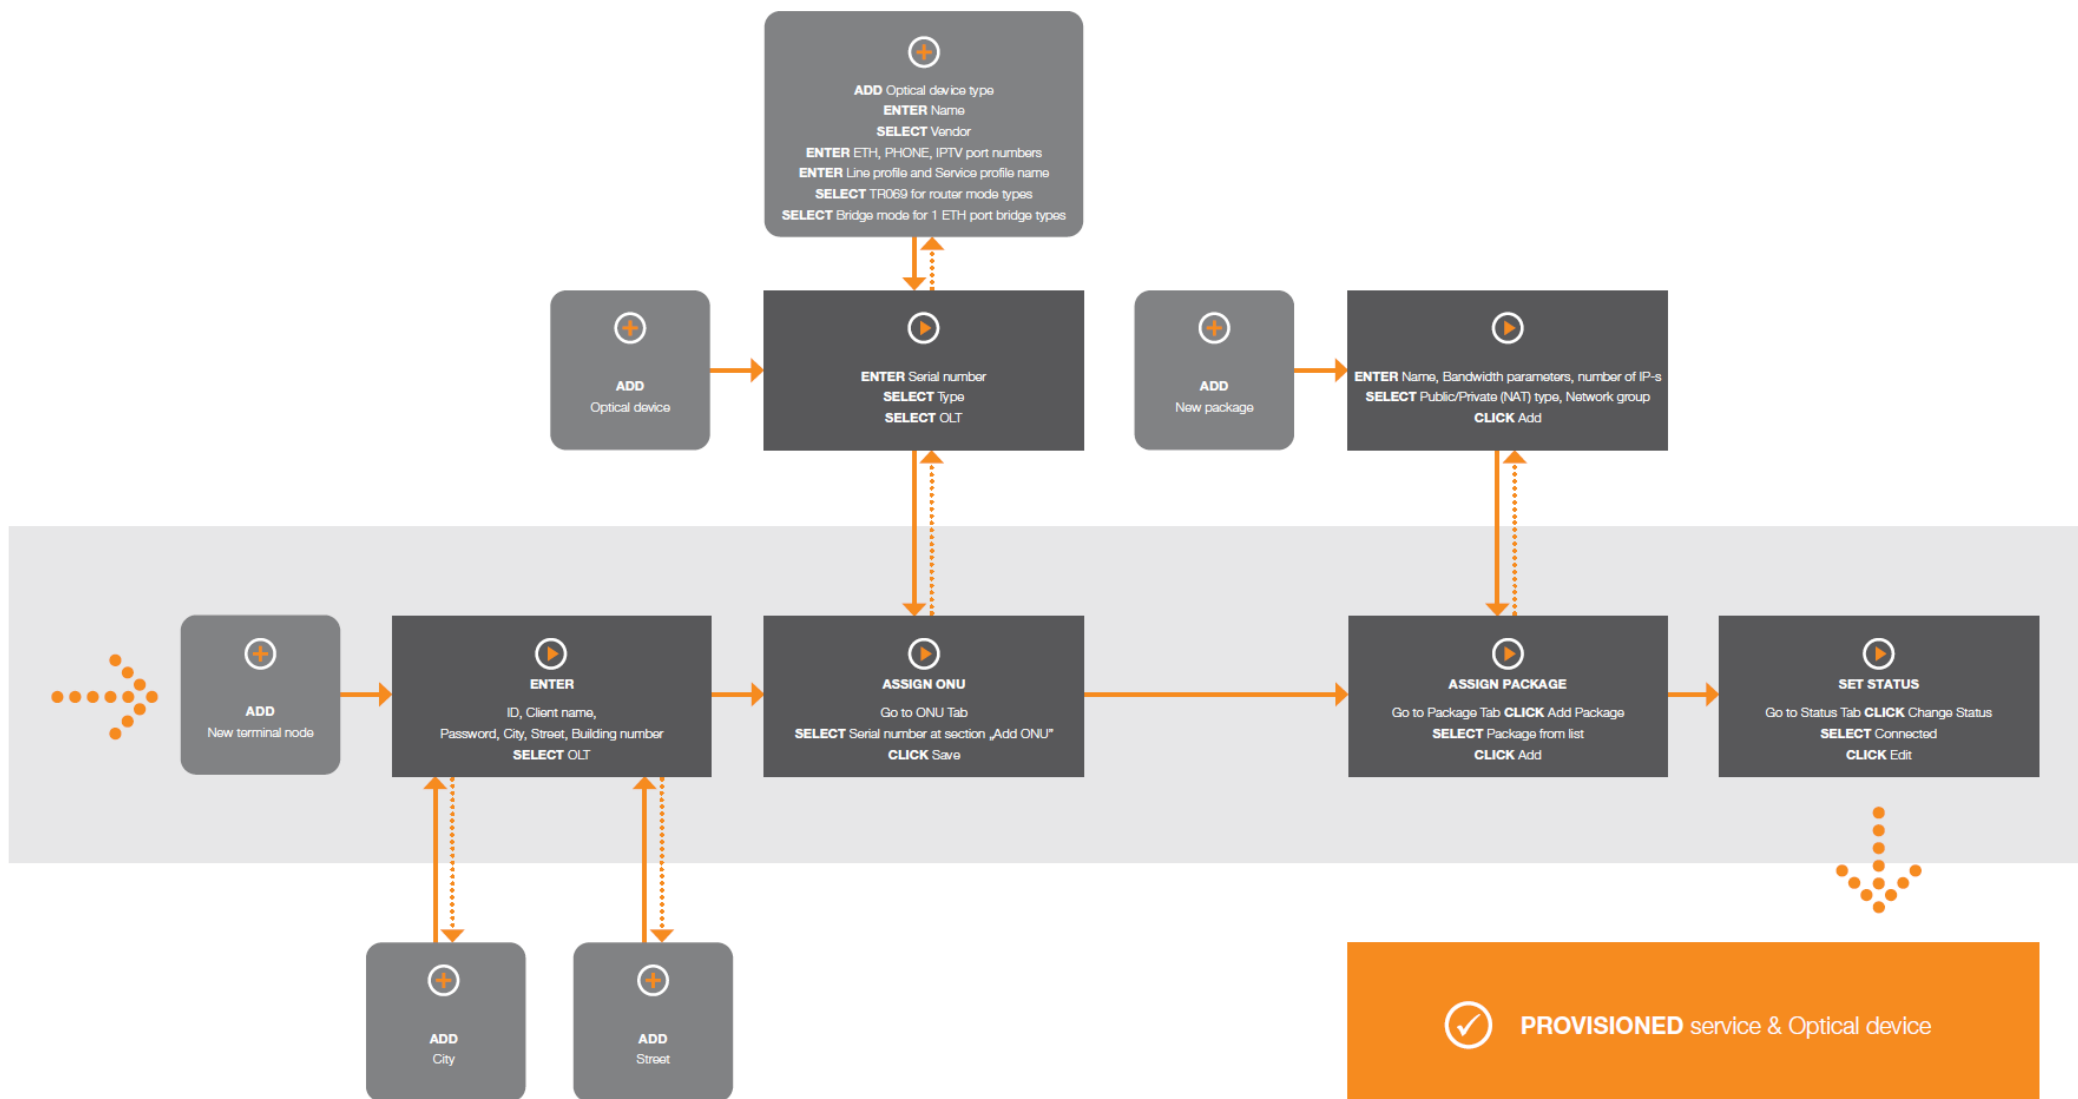 ADD Optical device type
ENTER Name
SELECT Vendor
ENTER ETH, PHONE, IPTV port numbers
ENTER Line profile and Service profile name
SELECT TR069 for router mode types
SELECT Bridge mode for 1 ETH port bridge types
ADD
Optical device
ENTER Serial number
SELECT Type
SELECT OLT
ADD
New package
ENTER Name, Bandwidth parameters, number of IP-s
SELECT Public/Private (NAT) type, Network group
CLICK Add
ADD
New terminal node
ENTER
ID, Client name,
Password, City, Street, Building number
SELECT OLT
ASSIGN ONU
Go to ONU Tab
SELECT Serial number at section „Add ONU”
CLICK Save
ASSIGN PACKAGE
Go to Package Tab CLICK Add Package
SELECT Package from list
CLICK Add
SET STATUS
Go to Status Tab CLICK Change Status
SELECT Connected
CLICK Edit
ADD
City
ADD
Street
PROVISIONED service & Optical device